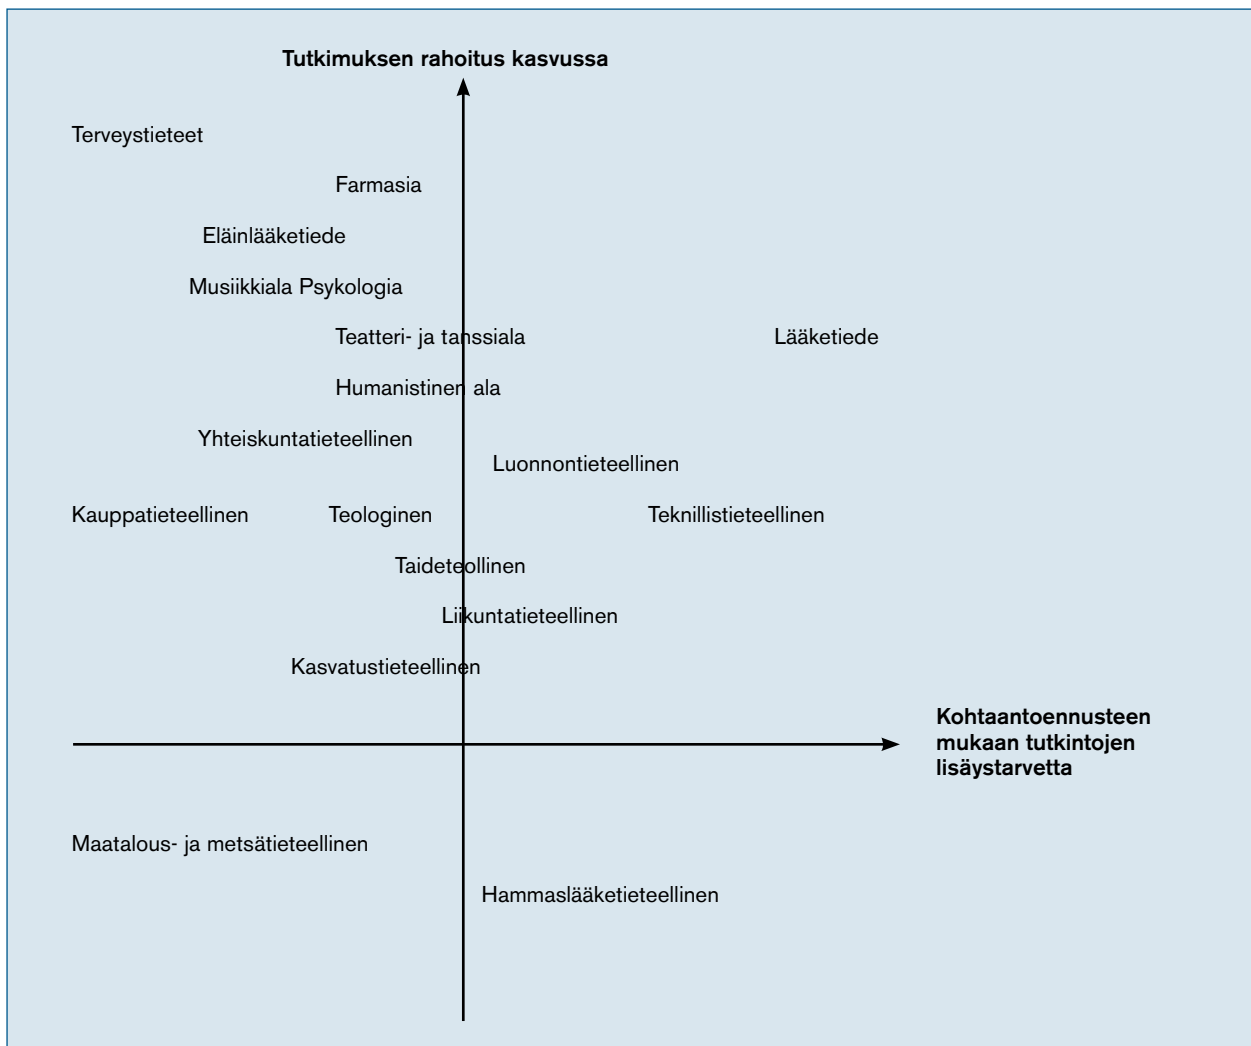 Tutkimuksen rahoitus kasvussa
Terveystieteet
Farmasia
Eläinlääketiede
Musiikkiala Psykologia
Teatteri- ja tanssiala
Lääketiede
Humanistinen ala
Yhteiskuntatieteellinen
Luonnontieteellinen
Kauppatieteellinen
Teologinen
Teknillistieteellinen
Taideteollinen
Liikuntatieteellinen
Kasvatustieteellinen
Kohtaantoennusteen
mukaan tutkintojen
lisäystarvetta
Maatalous- ja metsätieteellinen
Hammaslääketieteellinen